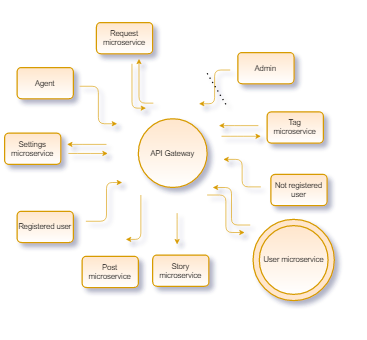 Request
microservice
Admin
Agent
Tag
microservice
Settings
microservice
API Gateway
Not registered
user
Registered user
User microservice
Post
microservice
Story
microservice